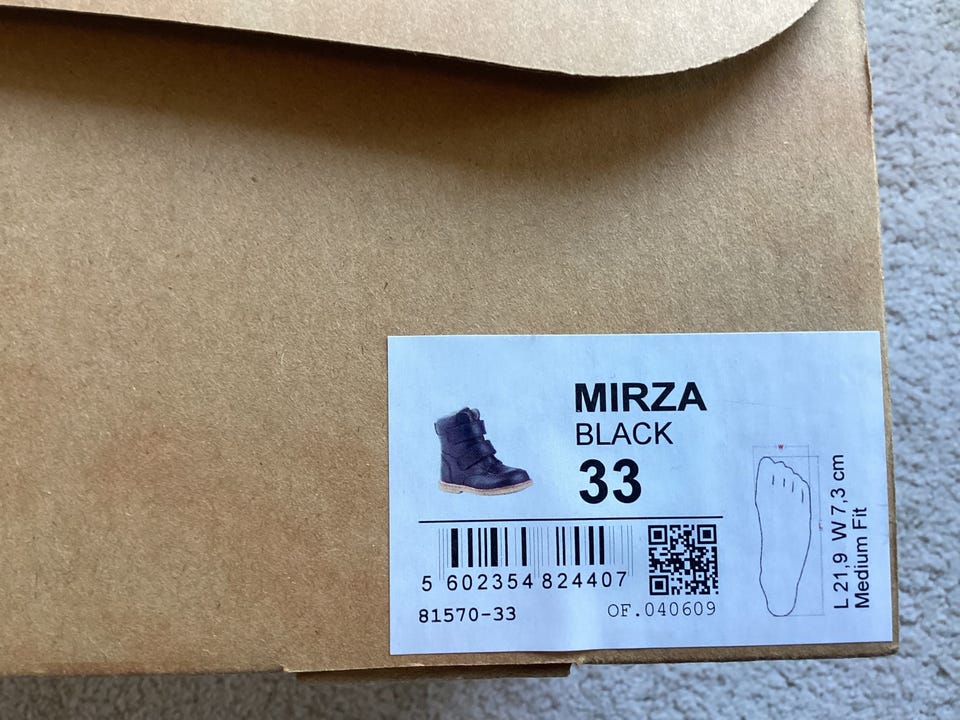 MIRZA
BLACK
33
5 602354 824407
81570-33
OF.040609
W
L 21,9 W 7,3 cm
Medium Fit